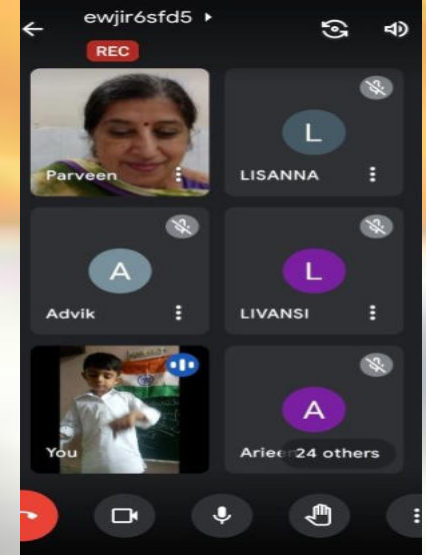 ewjir6sfd5
REC
Parveen
L
LISANNA
A
Advik
L
LIVANSI
You
A
Ariee
24 others